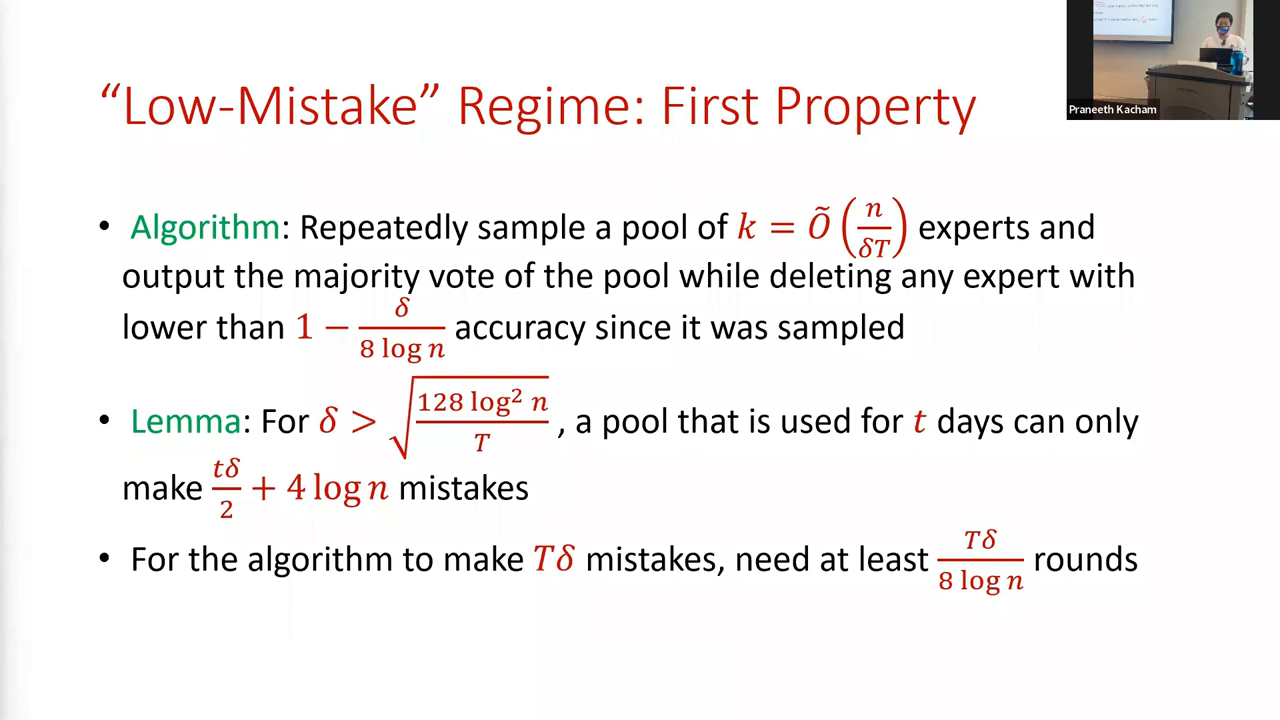 “Low-Mistake” Regime: First Property
Praneeth Kacham
• Algorithm: Repeatedly sample a pool of k = Õ(n/δT) experts and
output the majority vote of the pool while deleting any expert with
lower than 1 − δ/(8 log n) accuracy since it was sampled
• Lemma: For δ > √(128 log² n / T) , a pool that is used for t days can only
make tδ/2 + 4 log n mistakes
• For the algorithm to make Tδ mistakes, need at least Tδ/(8 log n) rounds